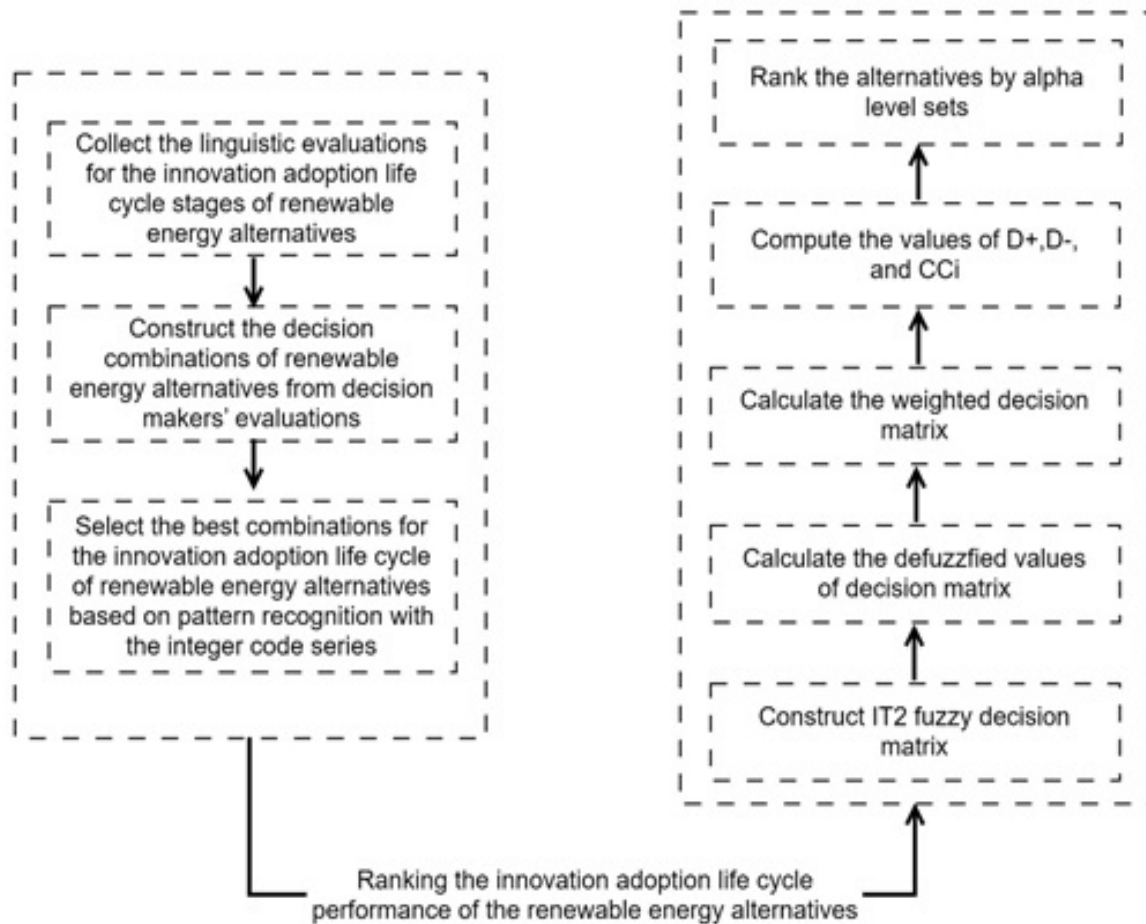 Collect the linguistic evaluations
for the innovation adoption life
cycle stages of renewable
energy alternatives
Construct the decision
combinations of renewable
energy alternatives from decision
makers' evaluations
Select the best combinations for
the innovation adoption life cycle
of renewable energy alternatives
based on pattern recognition with
the integer code series
Ranking the innovation adoption life cycle
performance of the renewable energy alternatives
Rank the alternatives by alpha
level sets
Compute the values of D+,D-,
and CCi
Calculate the weighted decision
matrix
Calculate the defuzzfied values
of decision matrix
Construct IT2 fuzzy decision
matrix